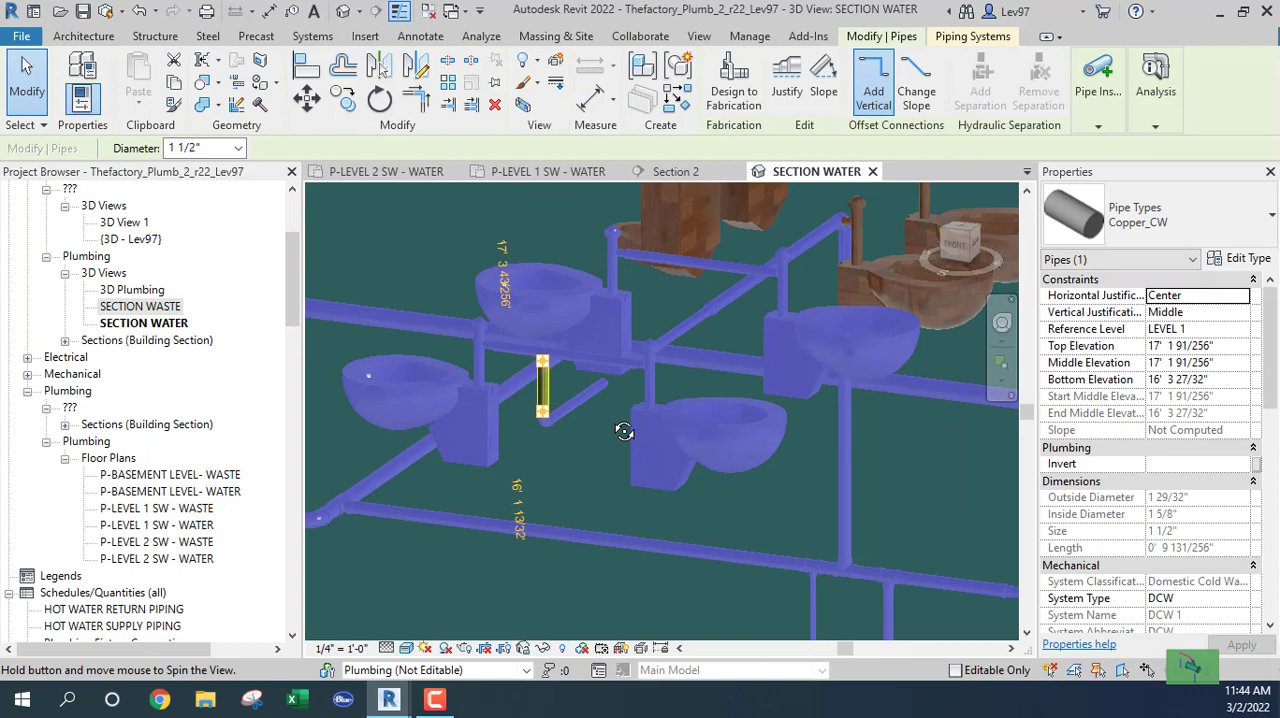 Autodesk Revit 2022 - Thefactory_Plumb_2_r22_Lev97 - 3D View: SECTION WATER
Lev97
File Architecture Structure Steel Precast Systems Insert Annotate Analyze Massing & Site Collaborate View Manage Add-Ins Modify | Pipes Piping Systems
Modify Paste Design to Justify Slope Add Change Add Remove Pipe Ins... Analysis
Fabrication Vertical Slope Separation Separation
Select Properties Clipboard Geometry Modify View Measure Create Fabrication Edit Offset Connections Hydraulic Separation
Modify | Pipes Diameter: 1 1/2"
Project Browser - Thefactory_Plumb_2_r22_Lev97
???
3D Views
3D View 1
{3D - Lev97}
Plumbing
3D Views
3D Plumbing
SECTION WASTE
SECTION WATER
Sections (Building Section)
Electrical
Mechanical
Plumbing
???
Sections (Building Section)
Plumbing
Floor Plans
P-BASEMENT LEVEL- WASTE
P-BASEMENT LEVEL- WATER
P-LEVEL 1 SW - WASTE
P-LEVEL 1 SW - WATER
P-LEVEL 2 SW - WASTE
P-LEVEL 2 SW - WATER
Legends
Schedules/Quantities (all)
HOT WATER RETURN PIPING
HOT WATER SUPPLY PIPING
P-LEVEL 2 SW - WATER P-LEVEL 1 SW - WATER Section 2 SECTION WATER
17' 3 43/256"
16' 1 13/32"
FRONT
1/4" = 1'-0"
Properties
Pipe Types
Copper_CW
Pipes (1) Edit Type
Constraints
Horizontal Justific... Center
Vertical Justificati... Middle
Reference Level LEVEL 1
Top Elevation 17' 1 91/256"
Middle Elevation 17' 1 91/256"
Bottom Elevation 16' 3 27/32"
Start Middle Elevat... 16' 3 27/32"
End Middle Elevat... 16' 3 27/32"
Slope Not Computed
Plumbing
Invert
Dimensions
Outside Diameter 1 29/32"
Inside Diameter 1 5/8"
Size 1 1/2"
Length 0' 9 131/256"
Mechanical
System Classificat... Domestic Cold Wa...
System Type DCW
System Name DCW 1
Properties help Apply
Hold button and move mouse to Spin the View. Plumbing (Not Editable) :0 Main Model Editable Only
11:44 AM
3/2/2022